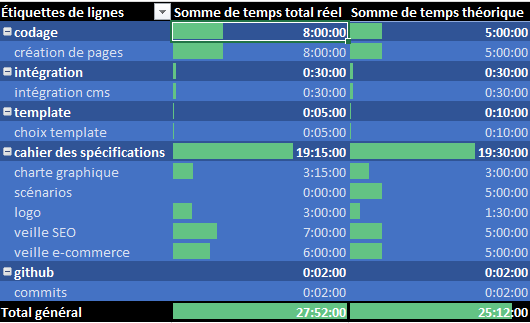 Étiquettes de lignes Somme de temps total réel Somme de temps théorique
codage 8:00:00 5:00:00
création de pages 8:00:00 5:00:00
intégration 0:30:00 0:30:00
intégration cms 0:30:00 0:30:00
template 0:05:00 0:10:00
choix template 0:05:00 0:10:00
cahier des spécifications 19:15:00 19:30:00
charte graphique 3:15:00 3:00:00
scénarios 0:00:00 5:00:00
logo 3:00:00 1:30:00
veille SEO 7:00:00 5:00:00
veille e-commerce 6:00:00 5:00:00
github 0:02:00 0:02:00
commits 0:02:00 0:02:00
Total général 27:52:00 25:12:00